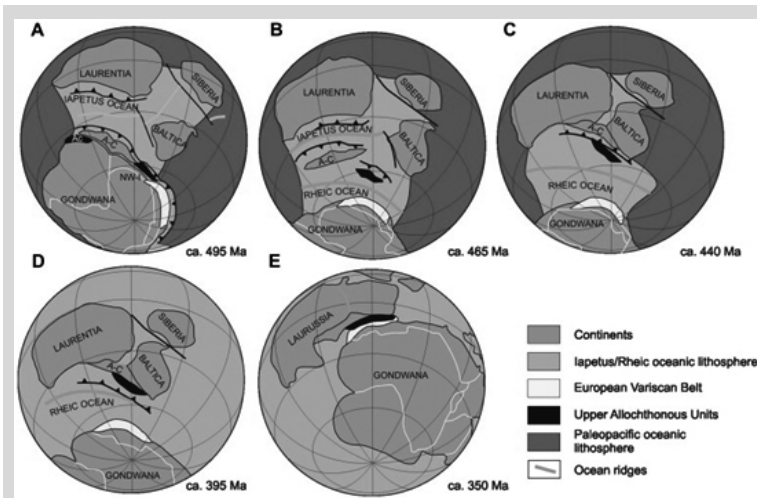 A
LAURENTIA
SIBERIA
IAPETUS OCEAN
BALTICA
A-C
NW-I
GONDWANA
ca. 495 Ma
B
LAURENTIA
SIBERIA
IAPETUS OCEAN
BALTICA
A-C
RHEIC OCEAN
GONDWANA
ca. 465 Ma
C
LAURENTIA
SIBERIA
A-C
BALTICA
RHEIC OCEAN
GONDWANA
ca. 440 Ma
D
LAURENTIA
SIBERIA
A-C
BALTICA
RHEIC OCEAN
GONDWANA
ca. 395 Ma
E
LAURUSSIA
GONDWANA
ca. 350 Ma
Continents
Iapetus/Rheic oceanic lithosphere
European Variscan Belt
Upper Allochthonous Units
Paleopacific oceanic
lithosphere
Ocean ridges